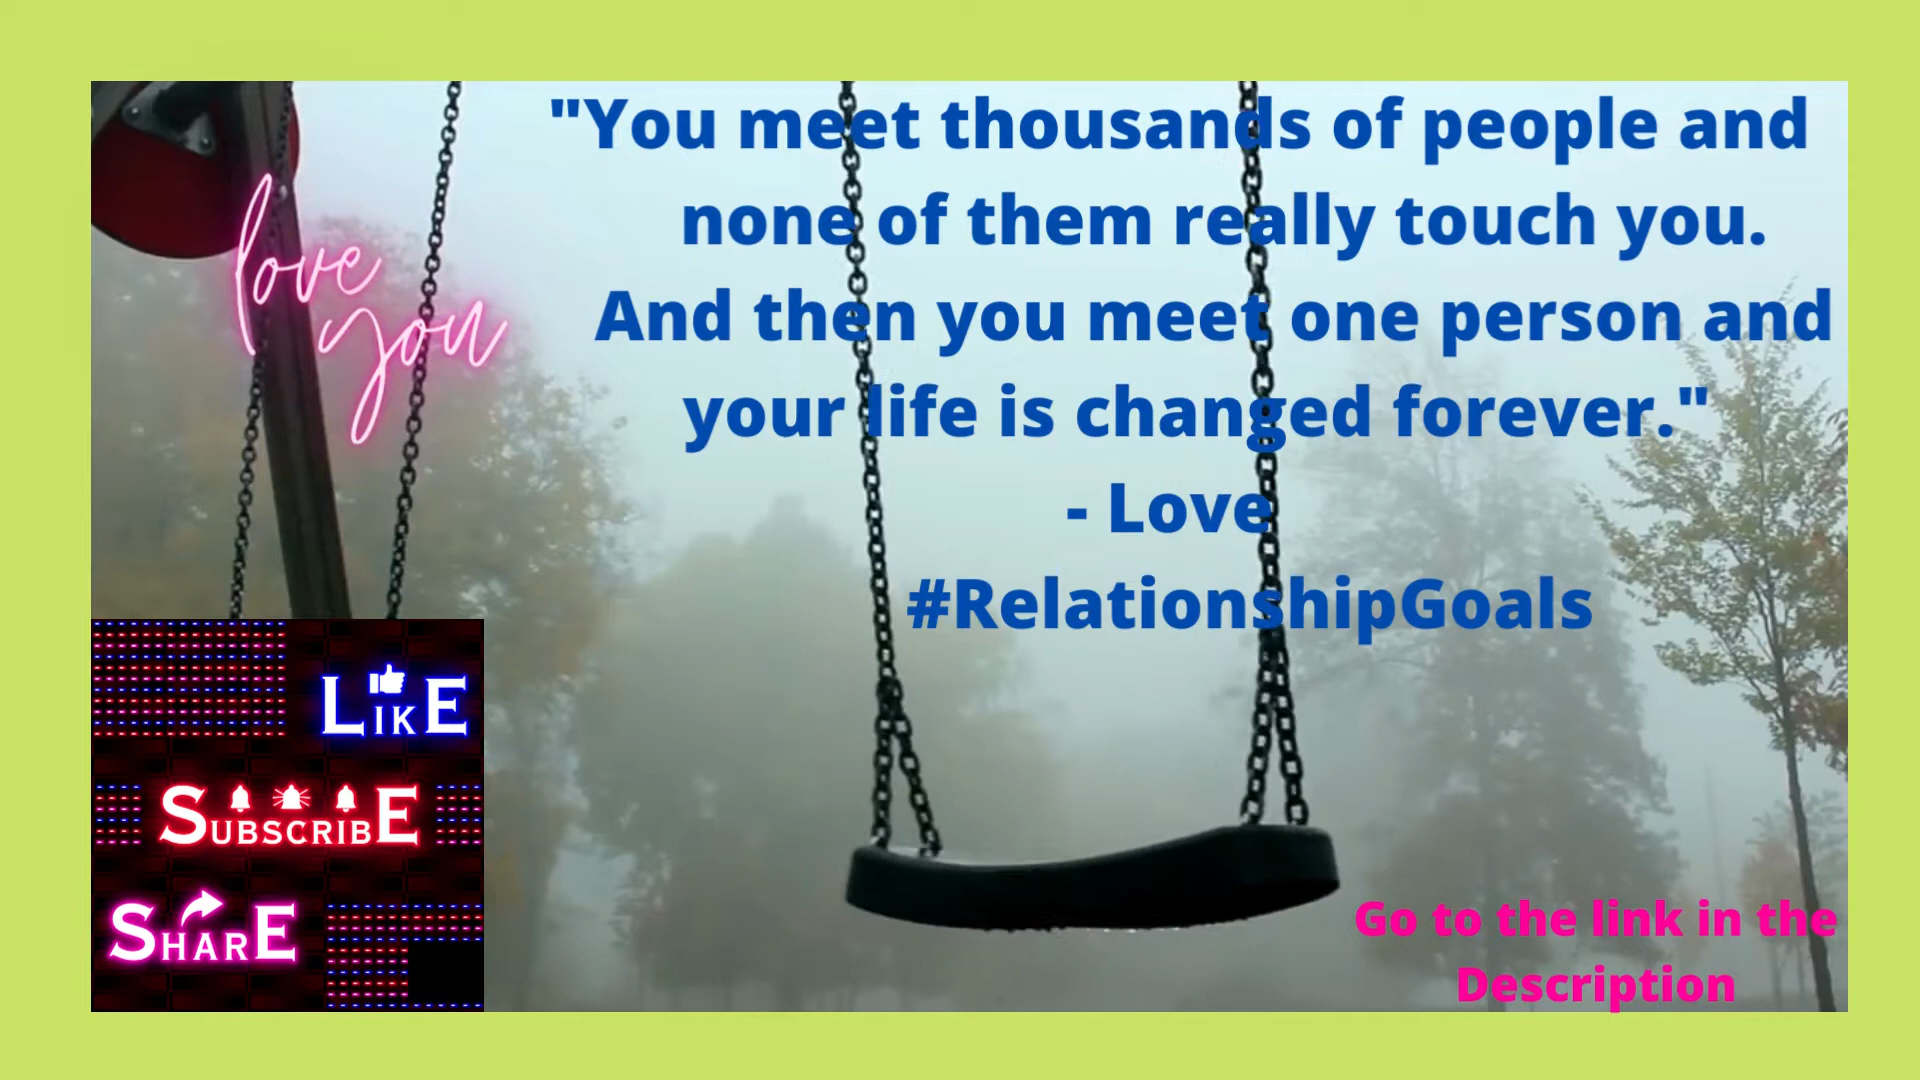 "You meet thousands of people and
none of them really touch you.
And then you meet one person and
your life is changed forever."
- Love
#RelationshipGoals
love
you
LIKE
SUBSCRIBE
SHARE
Go to the link in the
Description